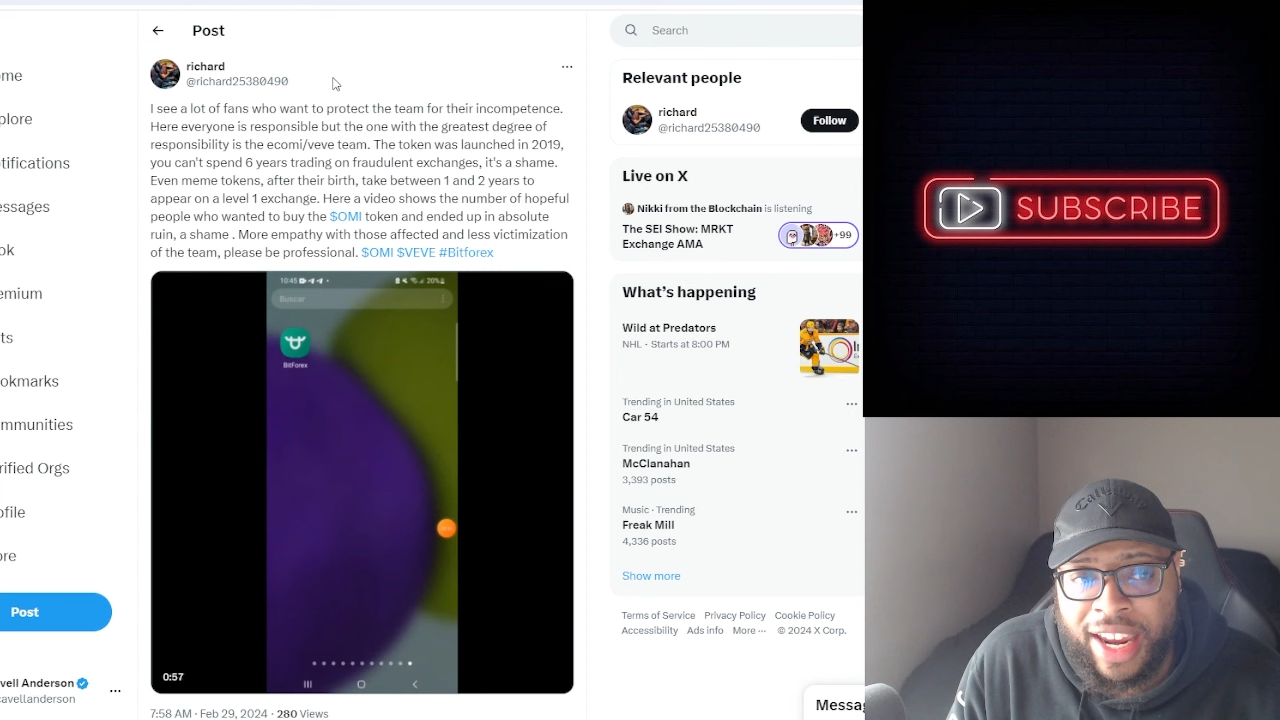 Post
richard
@richard25380490
I see a lot of fans who want to protect the team for their incompetence.
Here everyone is responsible but the one with the greatest degree of
responsibility is the ecomi/veve team. The token was launched in 2019,
you can't spend 6 years trading on fraudulent exchanges, it's a shame.
Even meme tokens, after their birth, take between 1 and 2 years to
appear on a level 1 exchange. Here a video shows the number of hopeful
people who wanted to buy the $OMI token and ended up in absolute
ruin, a shame . More empathy with those affected and less victimization
of the team, please be professional. $OMI $VEVE #Bitforex
10:45
20%
Buscar
BitForex
0:57
7:58 AM · Feb 29, 2024 · 280 Views
ome
plore
tifications
essages
ok
emium
ts
okmarks
mmunities
rified Orgs
ofile
ore
Post
vell Anderson
cavellanderson
Search
Relevant people
richard
@richard25380490
Follow
Live on X
Nikki from the Blockchain is listening
The SEI Show: MRKT
Exchange AMA
+99
What's happening
Wild at Predators
NHL · Starts at 8:00 PM
Trending in United States
Car 54
Trending in United States
McClanahan
3,393 posts
Music · Trending
Freak Mill
4,336 posts
Show more
Terms of Service Privacy Policy Cookie Policy
Accessibility Ads info More ··· © 2024 X Corp.
Messa
SUBSCRIBE
Callaway